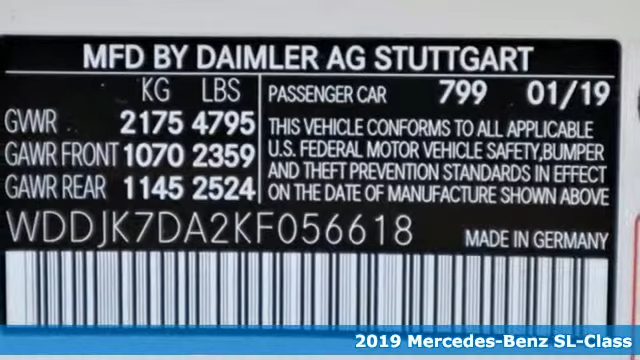 MFD BY DAIMLER AG STUTTGART
KG LBS
GVWR 2175 4795
GAWR FRONT 1070 2359
GAWR REAR 1145 2524
PASSENGER CAR 799 01/19
THIS VEHICLE CONFORMS TO ALL APPLICABLE
U.S. FEDERAL MOTOR VEHICLE SAFETY,BUMPER
AND THEFT PREVENTION STANDARDS IN EFFECT
ON THE DATE OF MANUFACTURE SHOWN ABOVE
WDDJK7DA2KF056618
MADE IN GERMANY
2019 Mercedes-Benz SL-Class